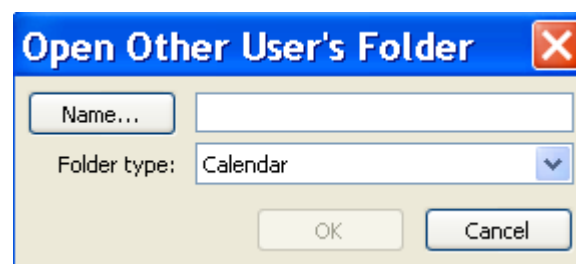 Open Other User's Folder
Name...
Folder type: Calendar
OK Cancel